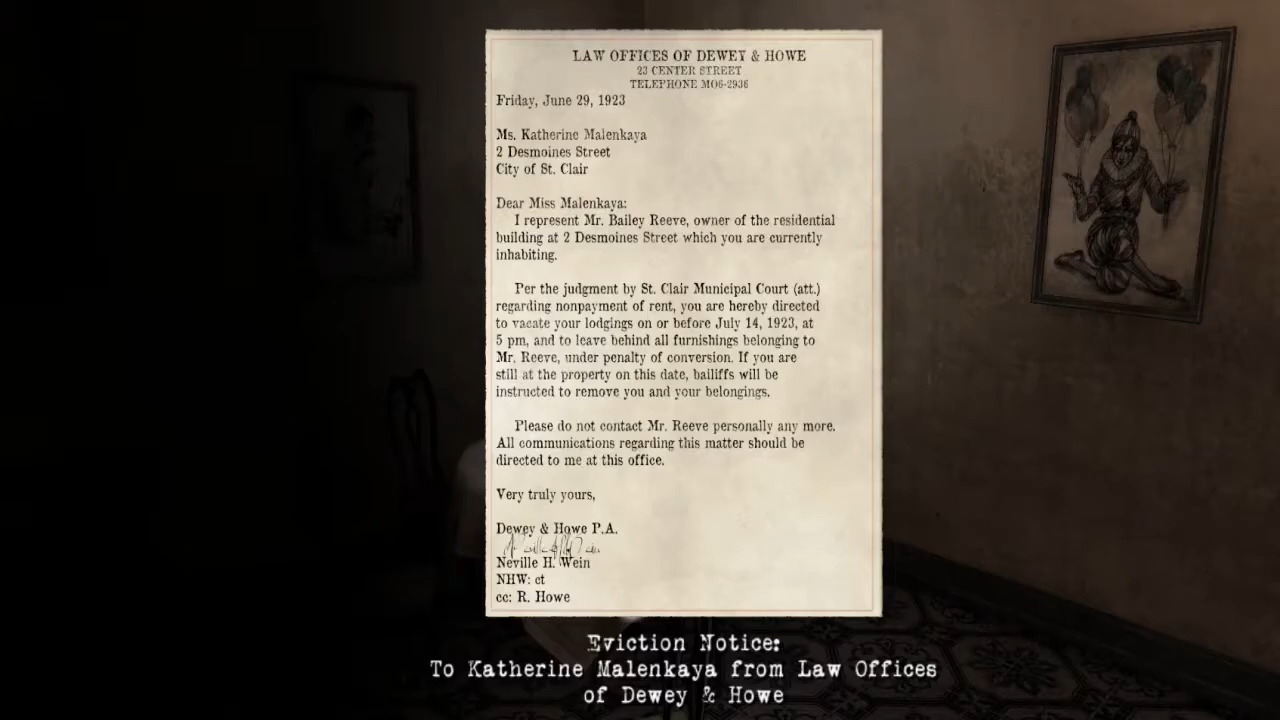 LAW OFFICES OF DEWEY & HOWE
23 CENTER STREET
TELEPHONE MO6-2936
Friday, June 29, 1923
Ms. Katherine Malenkaya
2 Desmoines Street
City of St. Clair
Dear Miss Malenkaya:
I represent Mr. Bailey Reeve, owner of the residential
building at 2 Desmoines Street which you are currently
inhabiting.
Per the judgment by St. Clair Municipal Court (att.)
regarding nonpayment of rent, you are hereby directed
to vacate your lodgings on or before July 14, 1923, at
5 pm, and to leave behind all furnishings belonging to
Mr. Reeve, under penalty of conversion. If you are
still at the property on this date, bailiffs will be
instructed to remove you and your belongings.
Please do not contact Mr. Reeve personally any more.
All communications regarding this matter should be
directed to me at this office.
Very truly yours,
Dewey & Howe P.A.
Neville H. Wein
NHW: ct
cc: R. Howe
Eviction Notice:
To Katherine Malenkaya from Law Offices
of Dewey & Howe